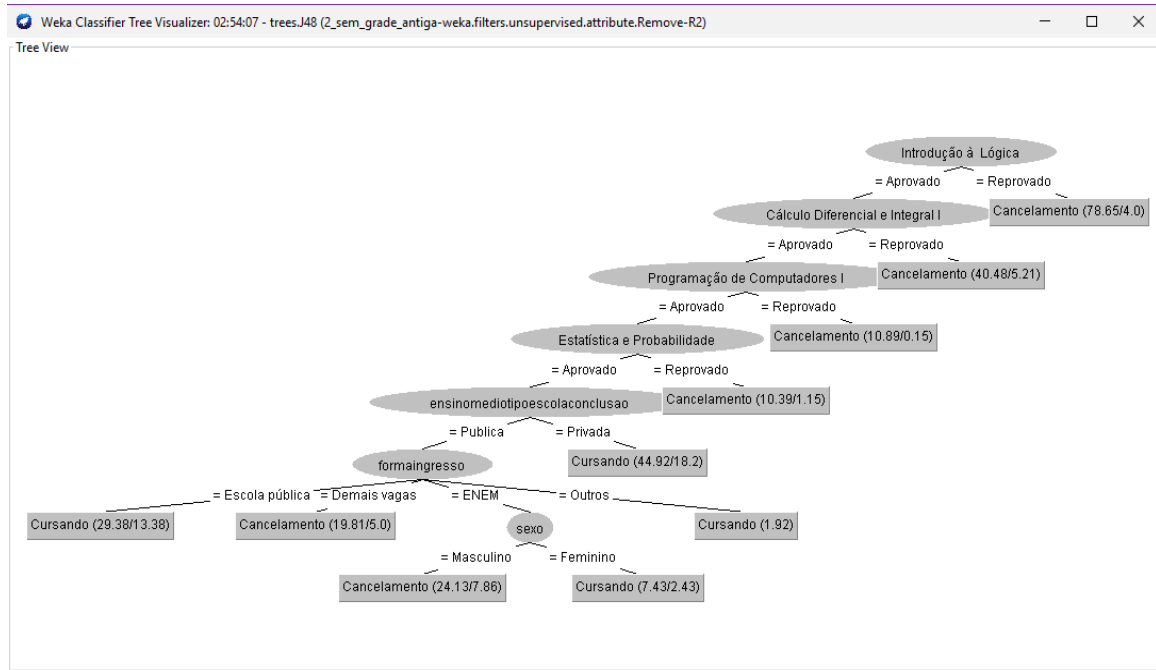 Weka Classifier Tree Visualizer: 02:54:07 - trees.J48 (2_sem_grade_antiga-weka.filters.unsupervised.attribute.Remove-R2)
Tree View
Introdução à  Lógica
= Aprovado = Reprovado
Cálculo Diferencial e Integral I Cancelamento (78.65/4.0)
= Aprovado = Reprovado
Programação de Computadores I Cancelamento (40.48/5.21)
= Aprovado = Reprovado
Estatística e Probabilidade Cancelamento (10.89/0.15)
= Aprovado = Reprovado
ensinomediotipoescolaconclusao Cancelamento (10.39/1.15)
= Publica = Privada
formaingresso Cursando (44.92/18.2)
= Escola pública = Demais vagas = ENEM = Outros
Cursando (29.38/13.38) Cancelamento (19.81/5.0) sexo Cursando (1.92)
= Masculino = Feminino
Cancelamento (24.13/7.86) Cursando (7.43/2.43)